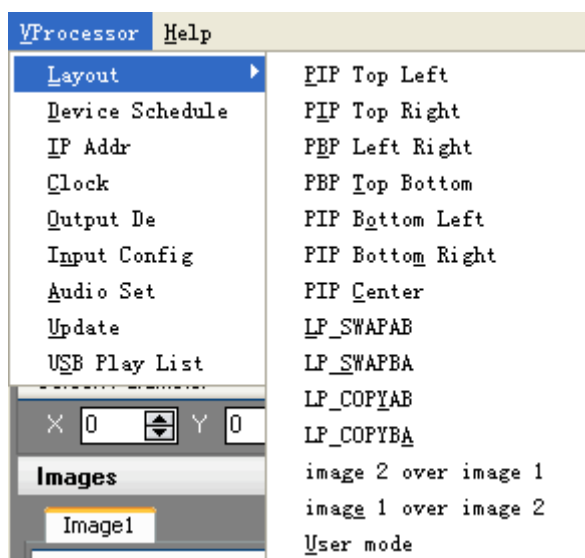 VProcessor Help
Layout
Device Schedule
IP Addr
Clock
Output De
Input Config
Audio Set
Update
USB Play List
PIP Top Left
PIP Top Right
PBP Left Right
PBP Top Bottom
PIP Bottom Left
PIP Bottom Right
PIP Center
LP_SWAPAB
LP_SWAPBA
LP_COPYAB
LP_COPYBA
image 2 over image 1
image 1 over image 2
User mode
X 0 Y 0
Images
Image1